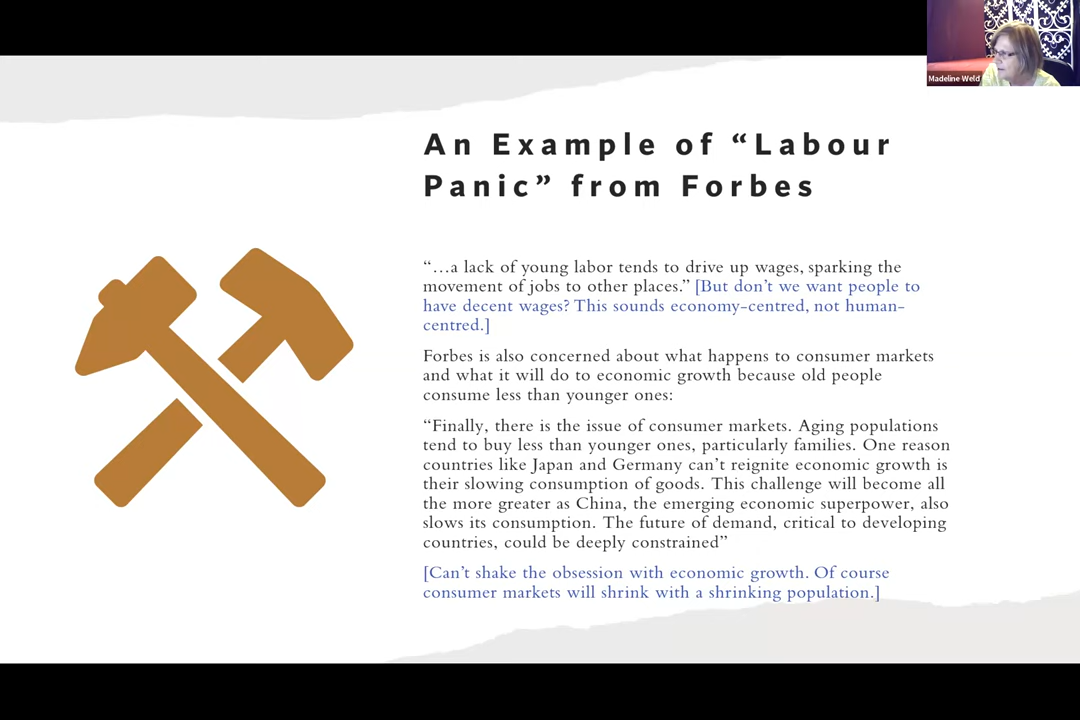 Madeline Weld
An Example of “Labour
Panic” from Forbes
“…a lack of young labor tends to drive up wages, sparking the
movement of jobs to other places.” [But don’t we want people to
have decent wages? This sounds economy-centred, not human-
centred.]
Forbes is also concerned about what happens to consumer markets
and what it will do to economic growth because old people
consume less than younger ones:
“Finally, there is the issue of consumer markets. Aging populations
tend to buy less than younger ones, particularly families. One reason
countries like Japan and Germany can’t reignite economic growth is
their slowing consumption of goods. This challenge will become all
the more greater as China, the emerging economic superpower, also
slows its consumption. The future of demand, critical to developing
countries, could be deeply constrained”
[Can’t shake the obsession with economic growth. Of course
consumer markets will shrink with a shrinking population.]